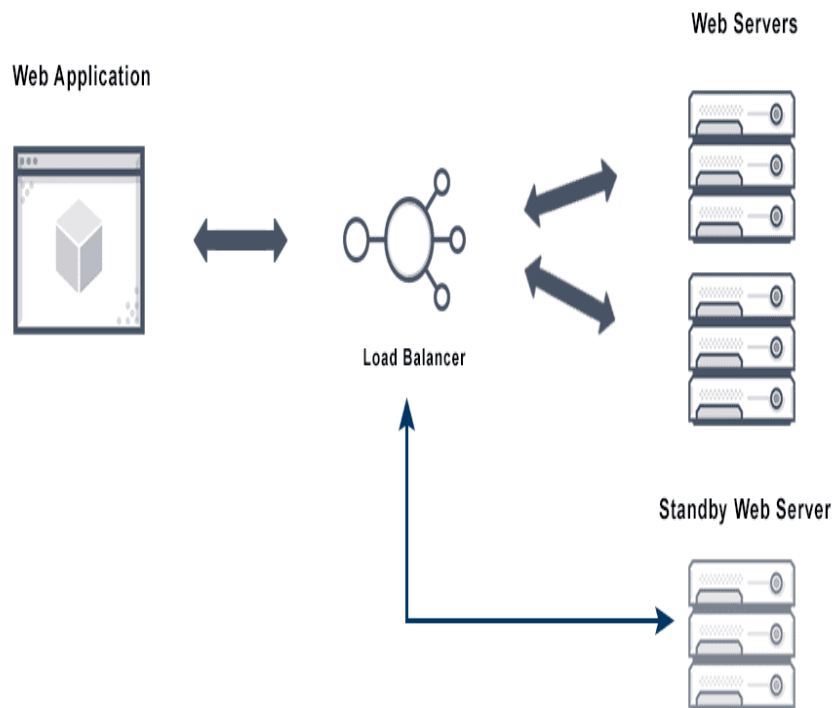 Web Servers
Web Application
Load Balancer
Standby Web Server